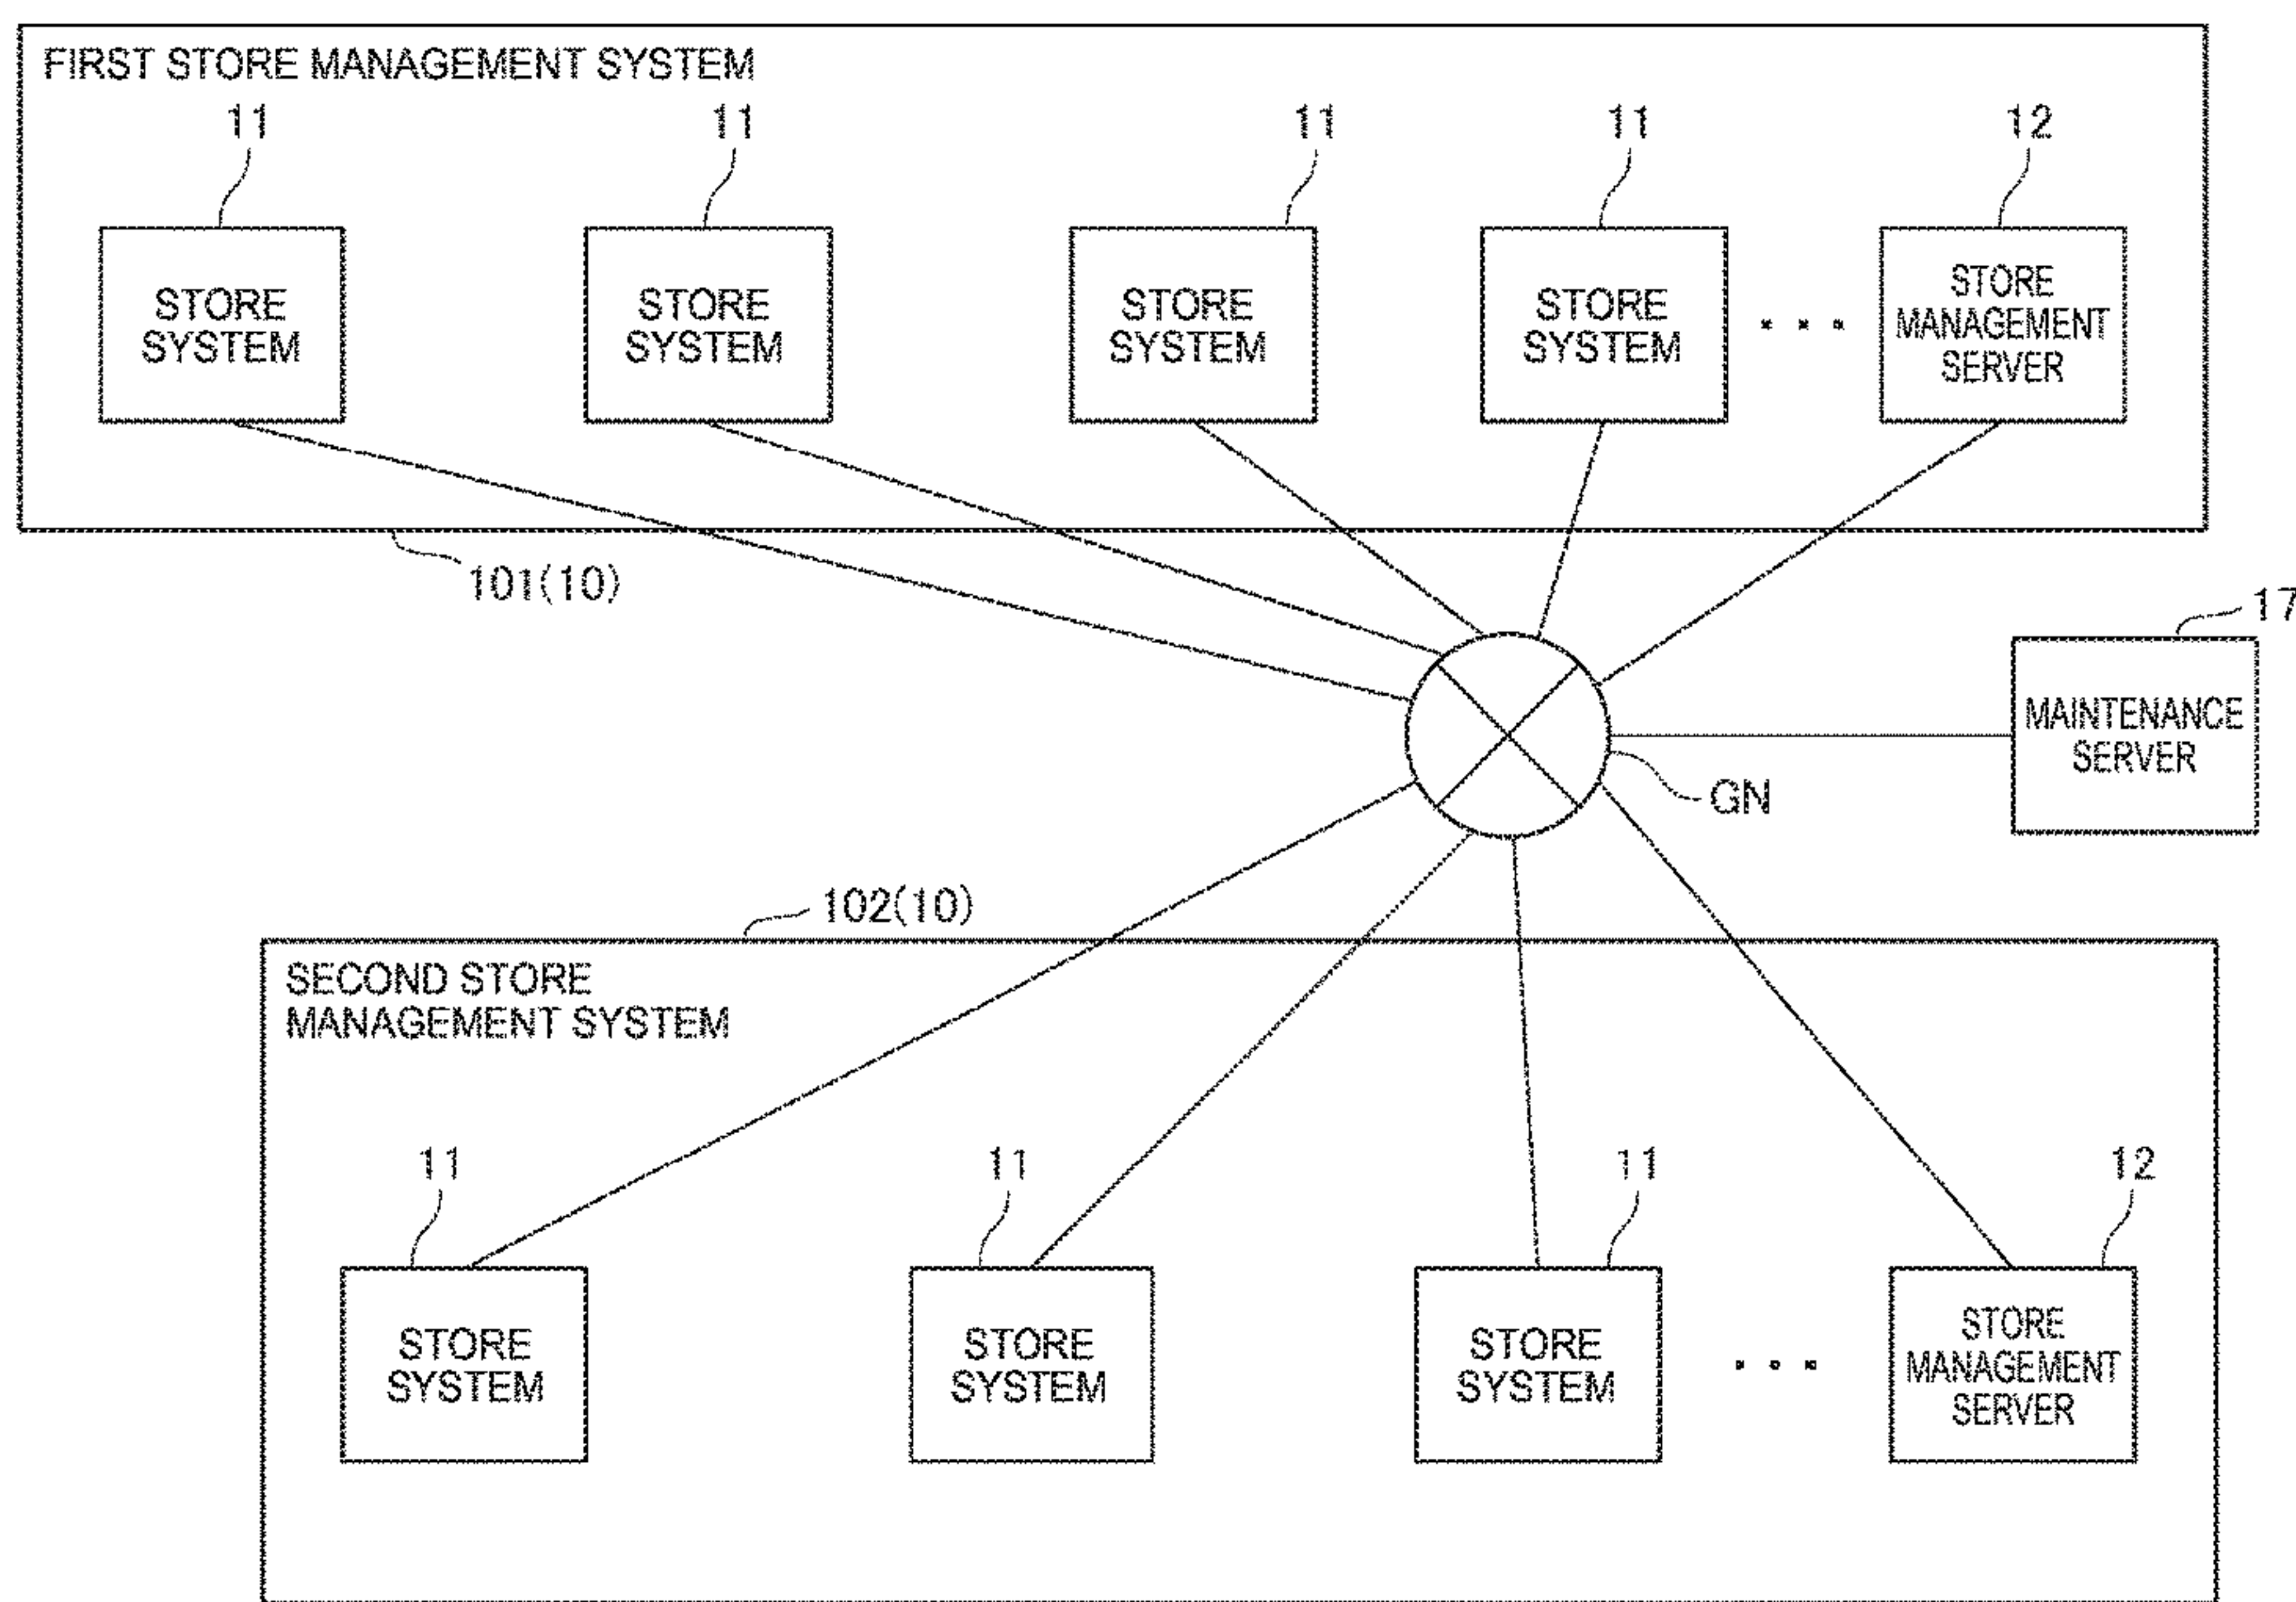 FIRST STORE MANAGEMENT SYSTEM
11
11
11
11
12
STORE
SYSTEM
STORE
SYSTEM
STORE
SYSTEM
STORE
SYSTEM
. . .
STORE
MANAGEMENT
SERVER
101(10)
17
MAINTENANCE
SERVER
GN
102(10)
SECOND STORE
MANAGEMENT SYSTEM
11
11
11
12
STORE
SYSTEM
STORE
SYSTEM
STORE
SYSTEM
. . .
STORE
MANAGEMENT
SERVER